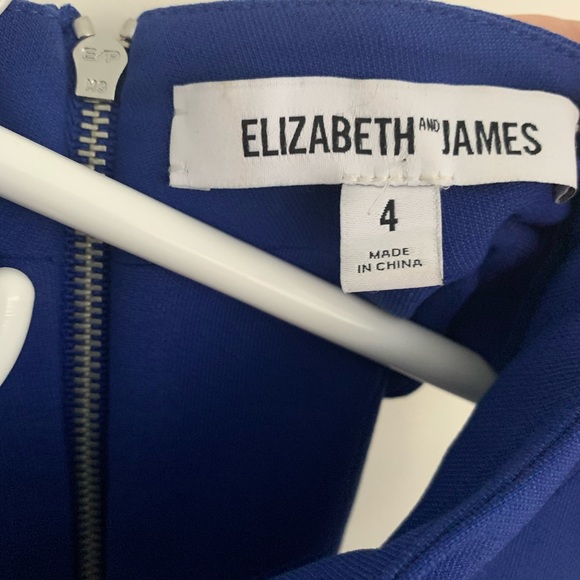 ELIZABETH AND JAMES
4
MADE
IN CHINA